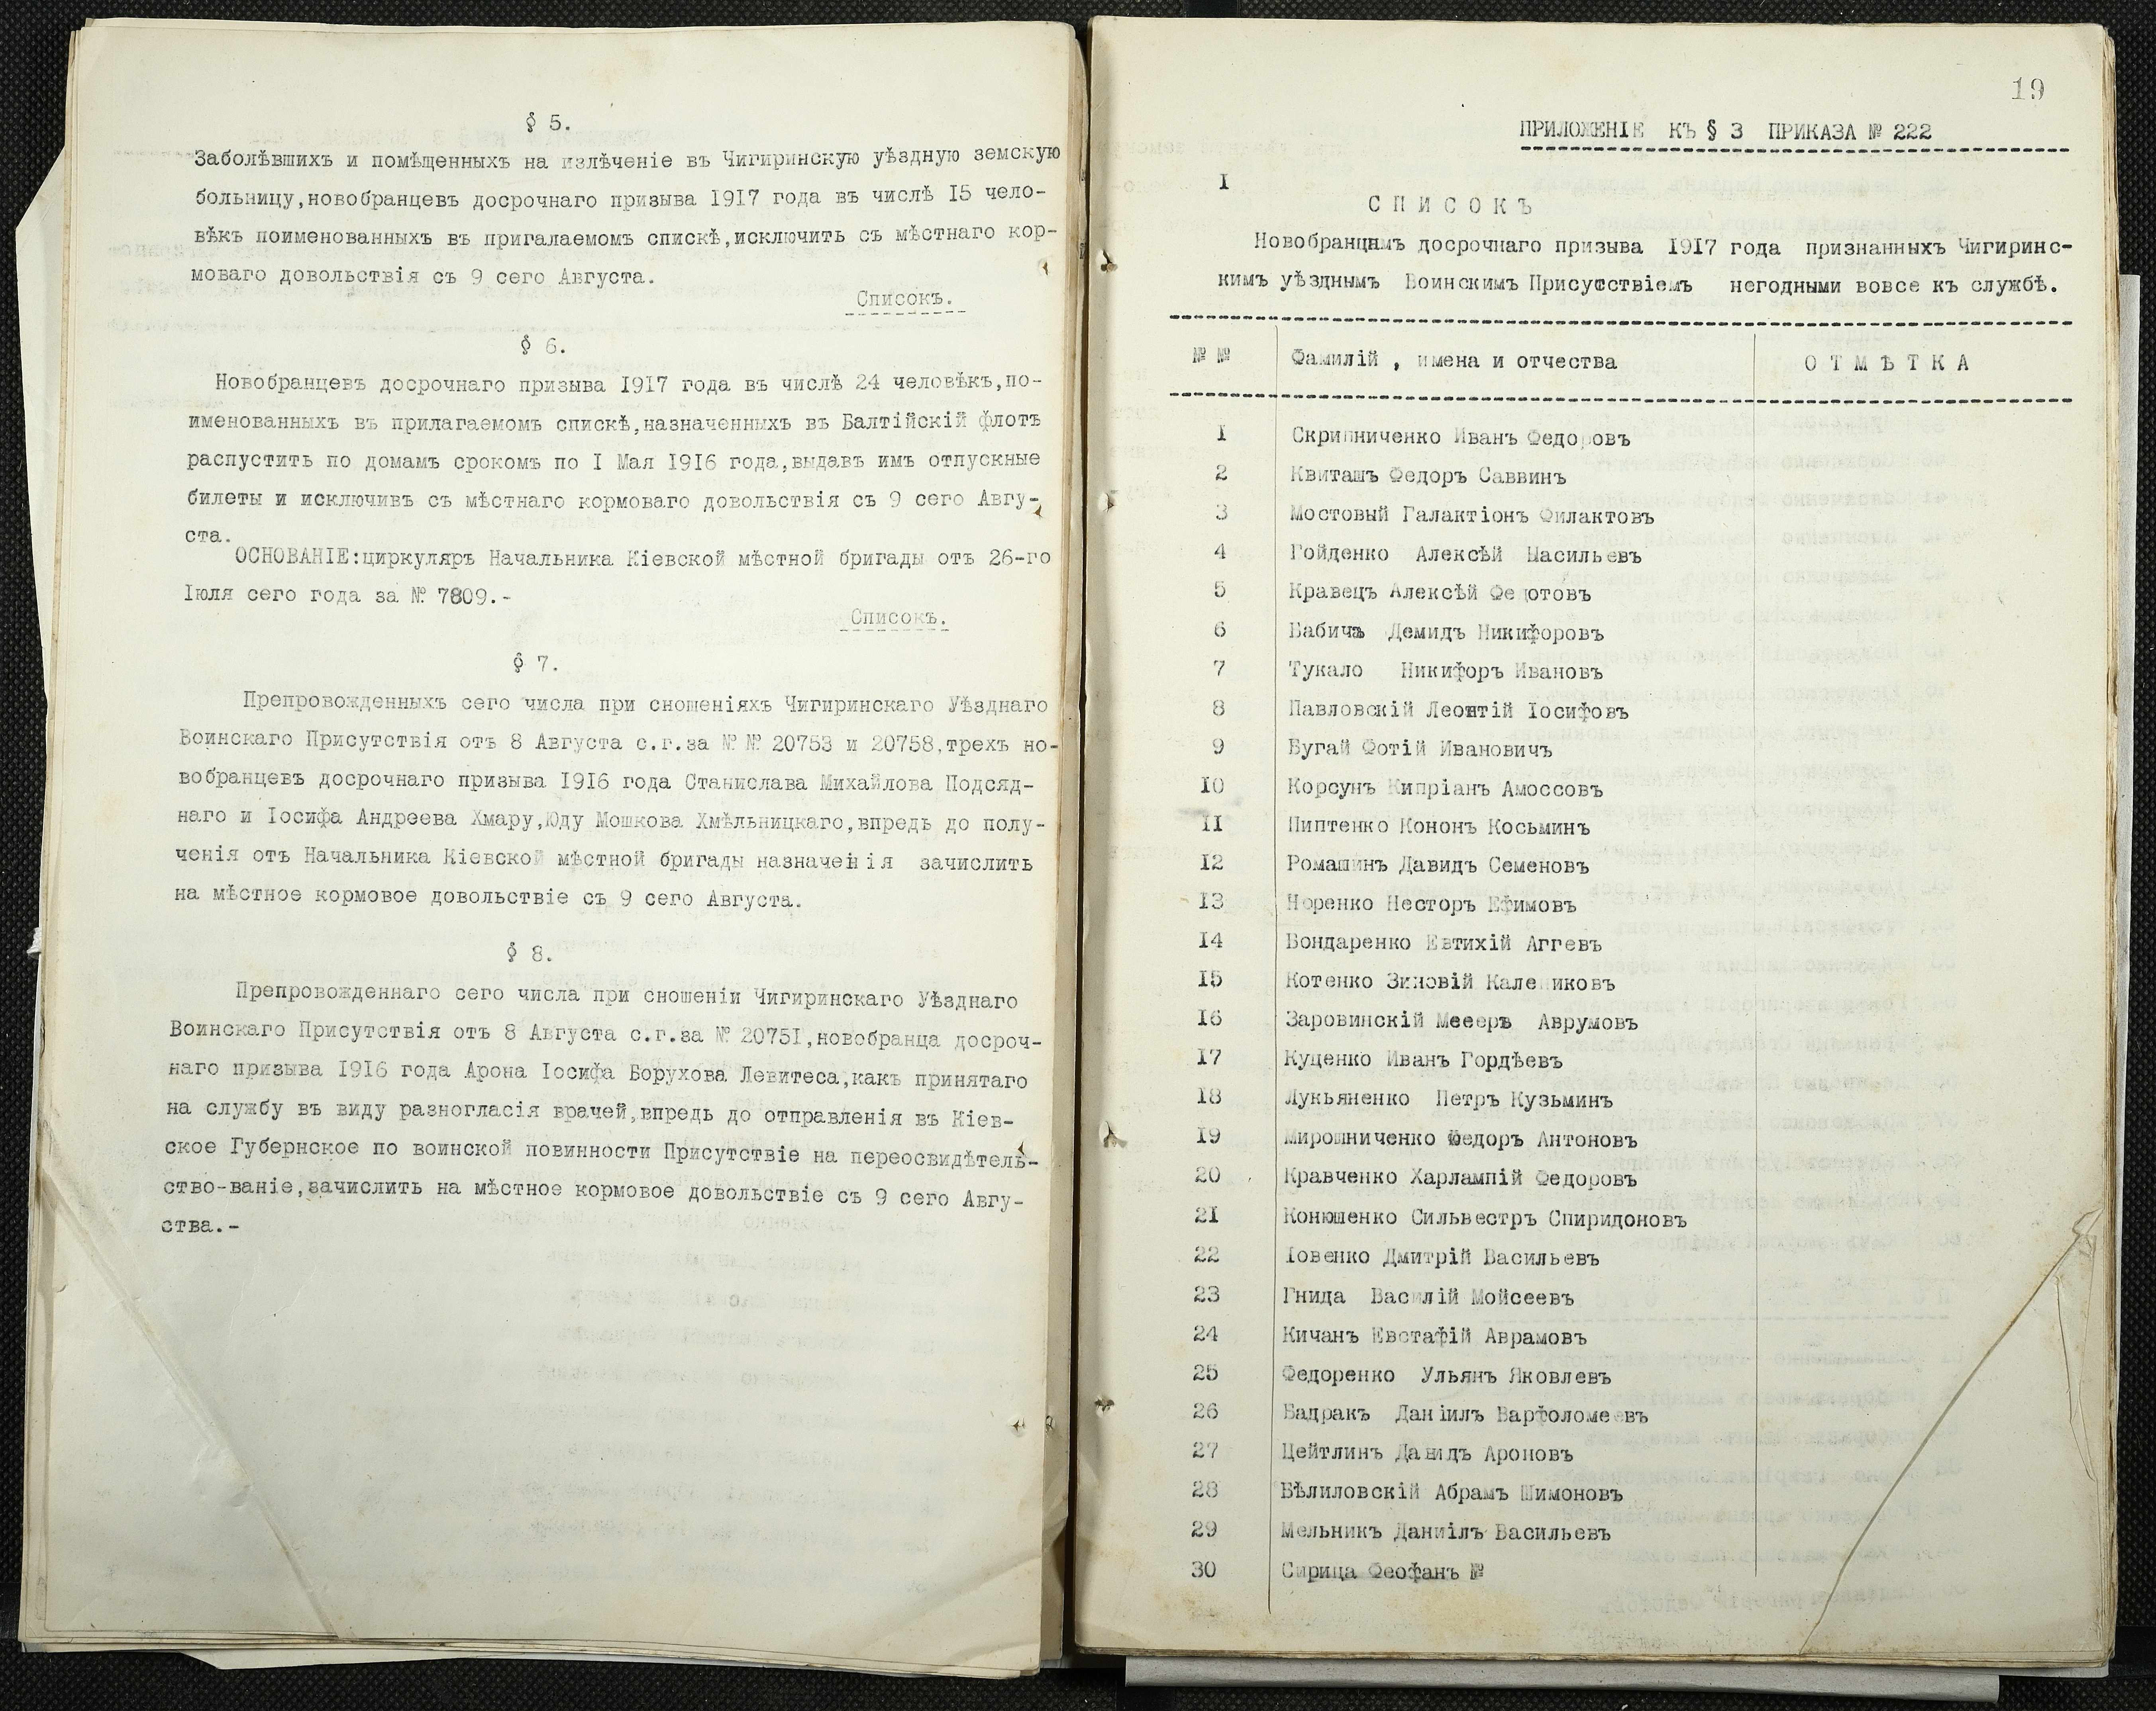 § 5.
Заболѣвшихъ и помѣщенныхъ на излѣченіе въ Чигиринскую уѣздную земскую
больницу,новобранцевъ досрочнаго призыва 1917 года въ числѣ 15 чело-
вѣкъ поименованныхъ въ пригалаемомъ спискѣ,исключить съ мѣстнаго кор-
моваго довольствія съ 9 сего Августа.
Списокъ.
§ 6.
Новобранцевъ досрочнаго призыва 1917 года въ числѣ 24 человѣкъ,по-
именованныхъ въ прилагаемомъ спискѣ,назначенныхъ въ Балтійскій флотъ
распустить по домамъ срокомъ по I Мая 1916 года,выдавъ имъ отпускные
билеты и исключивъ съ мѣстнаго кормоваго довольствія съ 9 сего Авгу-
ста.
ОСНОВАНІЕ:циркуляръ Начальника Кіевской мѣстной бригады отъ 26-го
Іюля сего года за № 7809.-
Списокъ.
§ 7.
Препровожденныхъ сего числа при сношеніяхъ Чигиринскаго Уѣзднаго
Воинскаго Присутствія отъ 8 Августа с.г.за №№ 20753 и 20758,трехъ но-
вобранцевъ досрочнаго призыва 1916 года Станислава Михайлова Подсяд-
наго и Іосифа Андреева Хмару,Юду Мошкова Хмѣльницкаго,впредь до полу-
ченія отъ Начальника Кіевской мѣстной бригады назначенія зачислить
на мѣстное кормовое довольствіе съ 9 сего Августа.
§ 8.
Препровожденнаго сего числа при сношеніи Чигиринскаго Уѣзднаго
Воинскаго Присутствія отъ 8 Августа с.г.за № 20751,новобранца досроч-
наго призыва 1916 года Арона Іосифа Борухова Левитеса,какъ принятаго
на службу въ виду разногласія врачей,впредь до отправленія въ Кіев-
ское Губернское по воинской повинности Присутствіе на переосвидѣтель-
ство-ваніе,зачислить на мѣстное кормовое довольствіе съ 9 сего Авгу-
ства.-
19
ПРИЛОЖЕНІЕ КЪ § 3 ПРИКАЗА № 222
I
СПИСОКЪ
Новобранцамъ досрочнаго призыва 1917 года признанныхъ Чигиринс-
кимъ уѣзднымъ Воинскимъ Присутствіемъ негодными вовсе къ службѣ.
№ № Фамилій , имена и отчества ОТМѢТКА
1 Скрипниченко Иванъ Федоровъ
2 Квиташъ Федоръ Саввинъ
3 Мостовый Галактіонъ Филактовъ
4 Гойденко Алексѣй Васильевъ
5 Кравецъ Алексѣй Федотовъ
6 Бабичъ Демидъ Никифоровъ
7 Тукало Никифоръ Ивановъ
8 Павловскій Леонтій Іосифовъ
9 Бугай Фотій Ивановичъ
10 Корсунъ Кипріанъ Амоссовъ
11 Пиптенко Кононъ Косьминъ
12 Ромашинъ Давидъ Семеновъ
13 Норенко Несторъ Ефимовъ
14 Бондаренко Евтихій Аггевъ
15 Котенко Зиновій Калениковъ
16 Заровинскій Мееоръ Аврумовъ
17 Куценко Иванъ Гордѣевъ
18 Лукьяненко Петръ Кузьминъ
19 Мирошниченко Федоръ Антоновъ
20 Кравченко Харлампій Федоровъ
21 Конюшенко Сильвестръ Спиридоновъ
22 Іовенко Дмитрій Васильевъ
23 Гнида Василій Мойсеевъ
24 Кичанъ Евстафій Аврамовъ
25 Федоренко Ульянъ Яковлевъ
26 Бадракъ Даніилъ Варфоломеевъ
27 Цейтлинъ Давидъ Ароновъ
28 Бѣлиловскій Абрамъ Шимоновъ
29 Мельникъ Даниілъ Васильевъ
30 Сирица Феофанъ №